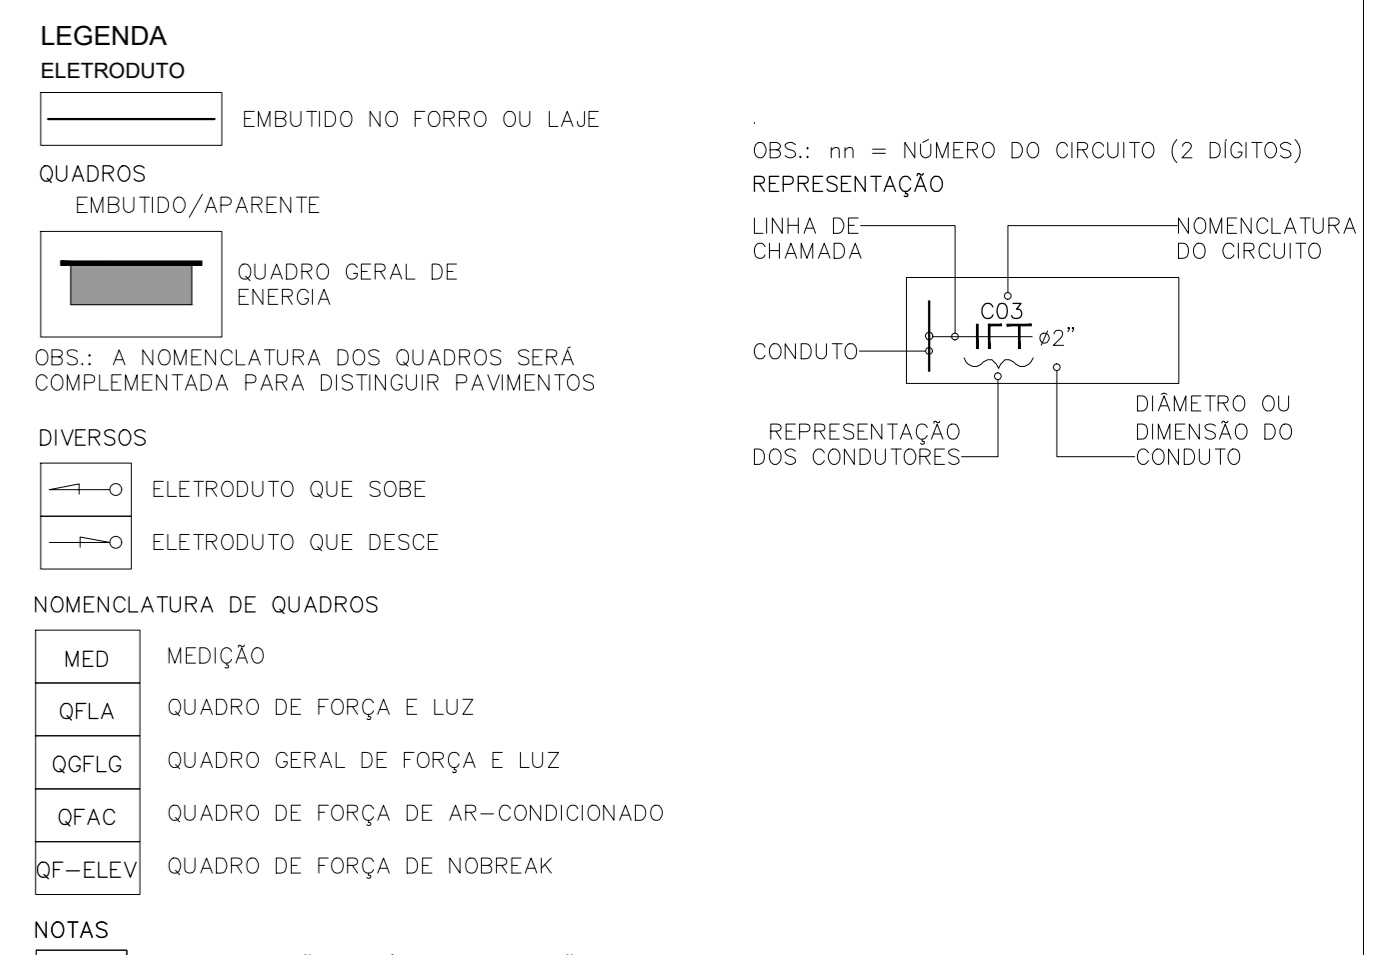 LEGENDA
ELETRODUTO
EMBUTIDO NO FORRO OU LAJE
QUADROS
EMBUTIDO/APARENTE
QUADRO GERAL DE
ENERGIA
OBS.: A NOMENCLATURA DOS QUADROS SERÁ
COMPLEMENTADA PARA DISTINGUIR PAVIMENTOS
DIVERSOS
ELETRODUTO QUE SOBE
ELETRODUTO QUE DESCE
NOMENCLATURA DE QUADROS
MED MEDIÇÃO
QFLA QUADRO DE FORÇA E LUZ
QGFLG QUADRO GERAL DE FORÇA E LUZ
QFAC QUADRO DE FORÇA DE AR-CONDICIONADO
QF-ELEV QUADRO DE FORÇA DE NOBREAK
NOTAS
OBS.: nn = NÚMERO DO CIRCUITO (2 DÍGITOS)
REPRESENTAÇÃO
LINHA DE
CHAMADA
NOMENCLATURA
DO CIRCUITO
C03
ø2"
CONDUTO
REPRESENTAÇÃO
DOS CONDUTORES
DIÂMETRO OU
DIMENSÃO DO
CONDUTO